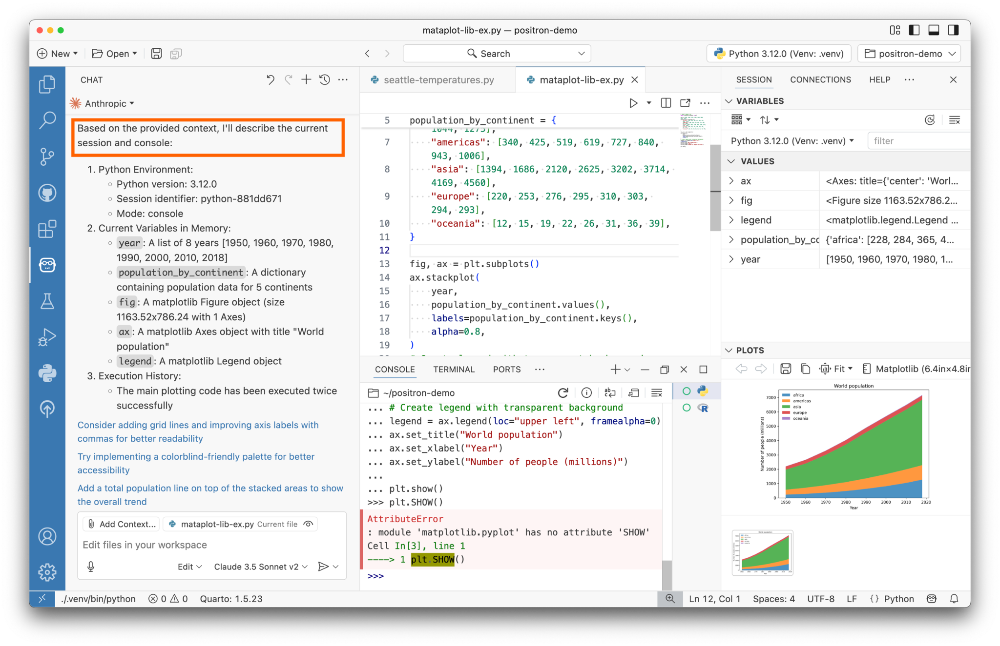 mataplot-lib-ex.py — positron-demo
New
Open
Search
Python 3.12.0 (Venv: .venv)
positron-demo
CHAT
Anthropic
Based on the provided context, I'll describe the current
session and console:
1. Python Environment:
Python version: 3.12.0
Session identifier: python-881dd671
Mode: console
2. Current Variables in Memory:
year: A list of 8 years [1950, 1960, 1970, 1980,
1990, 2000, 2010, 2018]
population_by_continent: A dictionary
containing population data for 5 continents
fig: A matplotlib Figure object (size
1163.52x786.24 with 1 Axes)
ax: A matplotlib Axes object with title "World
population"
legend: A matplotlib Legend object
3. Execution History:
The main plotting code has been executed twice
successfully
Consider adding grid lines and improving axis labels with
commas for better readability
Try implementing a colorblind-friendly palette for better
accessibility
Add a total population line on top of the stacked areas to show
the overall trend
Add Context...
mataplot-lib-ex.py Current file
Edit files in your workspace
Edit
Claude 3.5 Sonnet v2
seattle-temperatures.py
mataplot-lib-ex.py
5 population_by_continent = {
1044, 1275],
7 "americas": [340, 425, 519, 619, 727, 840,
943, 1006],
8 "asia": [1394, 1686, 2120, 2625, 3202, 3714,
4169, 4560],
9 "europe": [220, 253, 276, 295, 310, 303,
294, 293],
10 "oceania": [12, 15, 19, 22, 26, 31, 36, 39],
11 }
12
13 fig, ax = plt.subplots()
14 ax.stackplot(
15 year,
16 population_by_continent.values(),
17 labels=population_by_continent.keys(),
18 alpha=0.8,
19 )
CONSOLE
TERMINAL
PORTS
~/positron-demo
... # Create legend with transparent background
... legend = ax.legend(loc="upper left", framealpha=0)
... ax.set_title("World population")
... ax.set_xlabel("Year")
... ax.set_ylabel("Number of people (millions)")
...
... plt.show()
>>> plt.SHOW()
AttributeError
: module 'matplotlib.pyplot' has no attribute 'SHOW'
Cell In[3], line 1
----> 1 plt.SHOW()
>>>
SESSION
CONNECTIONS
HELP
VARIABLES
Python 3.12.0 (Venv: .venv)
filter
VALUES
ax <Axes: title={'center': 'Worl...
fig <Figure size 1163.52x786.2...
legend <matplotlib.legend.Legend ...
population_by_cc {'africa': [228, 284, 365, 4...
year [1950, 1960, 1970, 1980, 1...
PLOTS
Fit
Matplotlib (6.4in×4.8in
World population
africa
americas
asia
europe
oceania
Number of people (millions)
7000
6000
5000
4000
3000
2000
1000
0
1950 1960 1970 1980 1990 2000 2010 2020
Year
./.venv/bin/python
0
0
Quarto: 1.5.23
Ln 12, Col 1
Spaces: 4
UTF-8
LF
{} Python